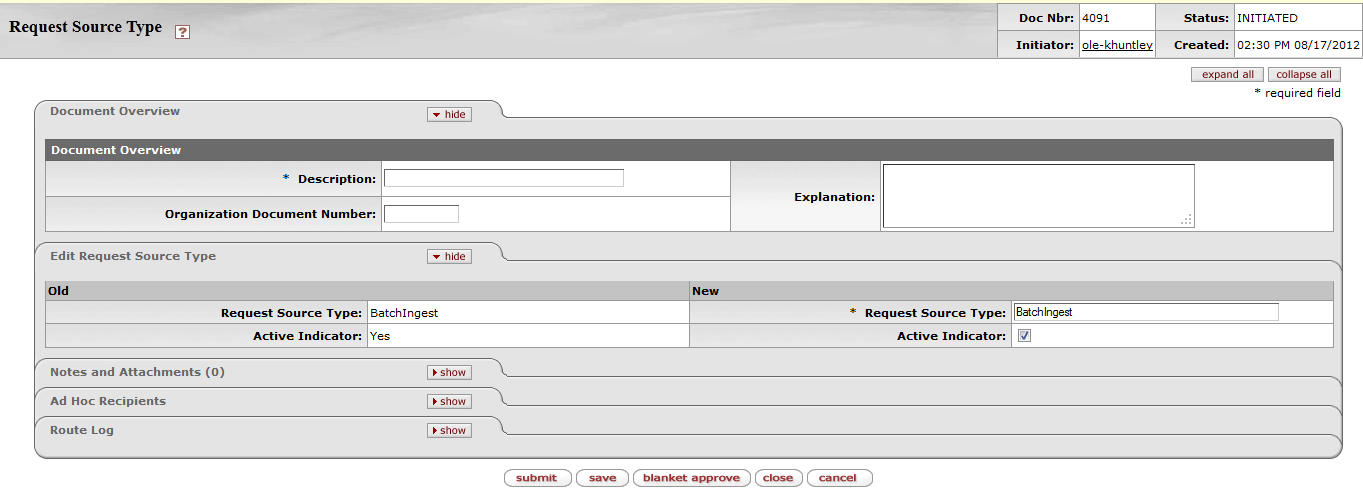 Request Source Type ?
Doc Nbr: 4091 Status: INITIATED
Initiator: ole-khuntley Created: 02:30 PM 08/17/2012
expand all collapse all
* required field
Document Overview hide
Document Overview
* Description: Explanation:
Organization Document Number:
Edit Request Source Type hide
Old New
Request Source Type: BatchIngest * Request Source Type: BatchIngest
Active Indicator: Yes Active Indicator:
Notes and Attachments (0) show
Ad Hoc Recipients show
Route Log show
submit save blanket approve close cancel